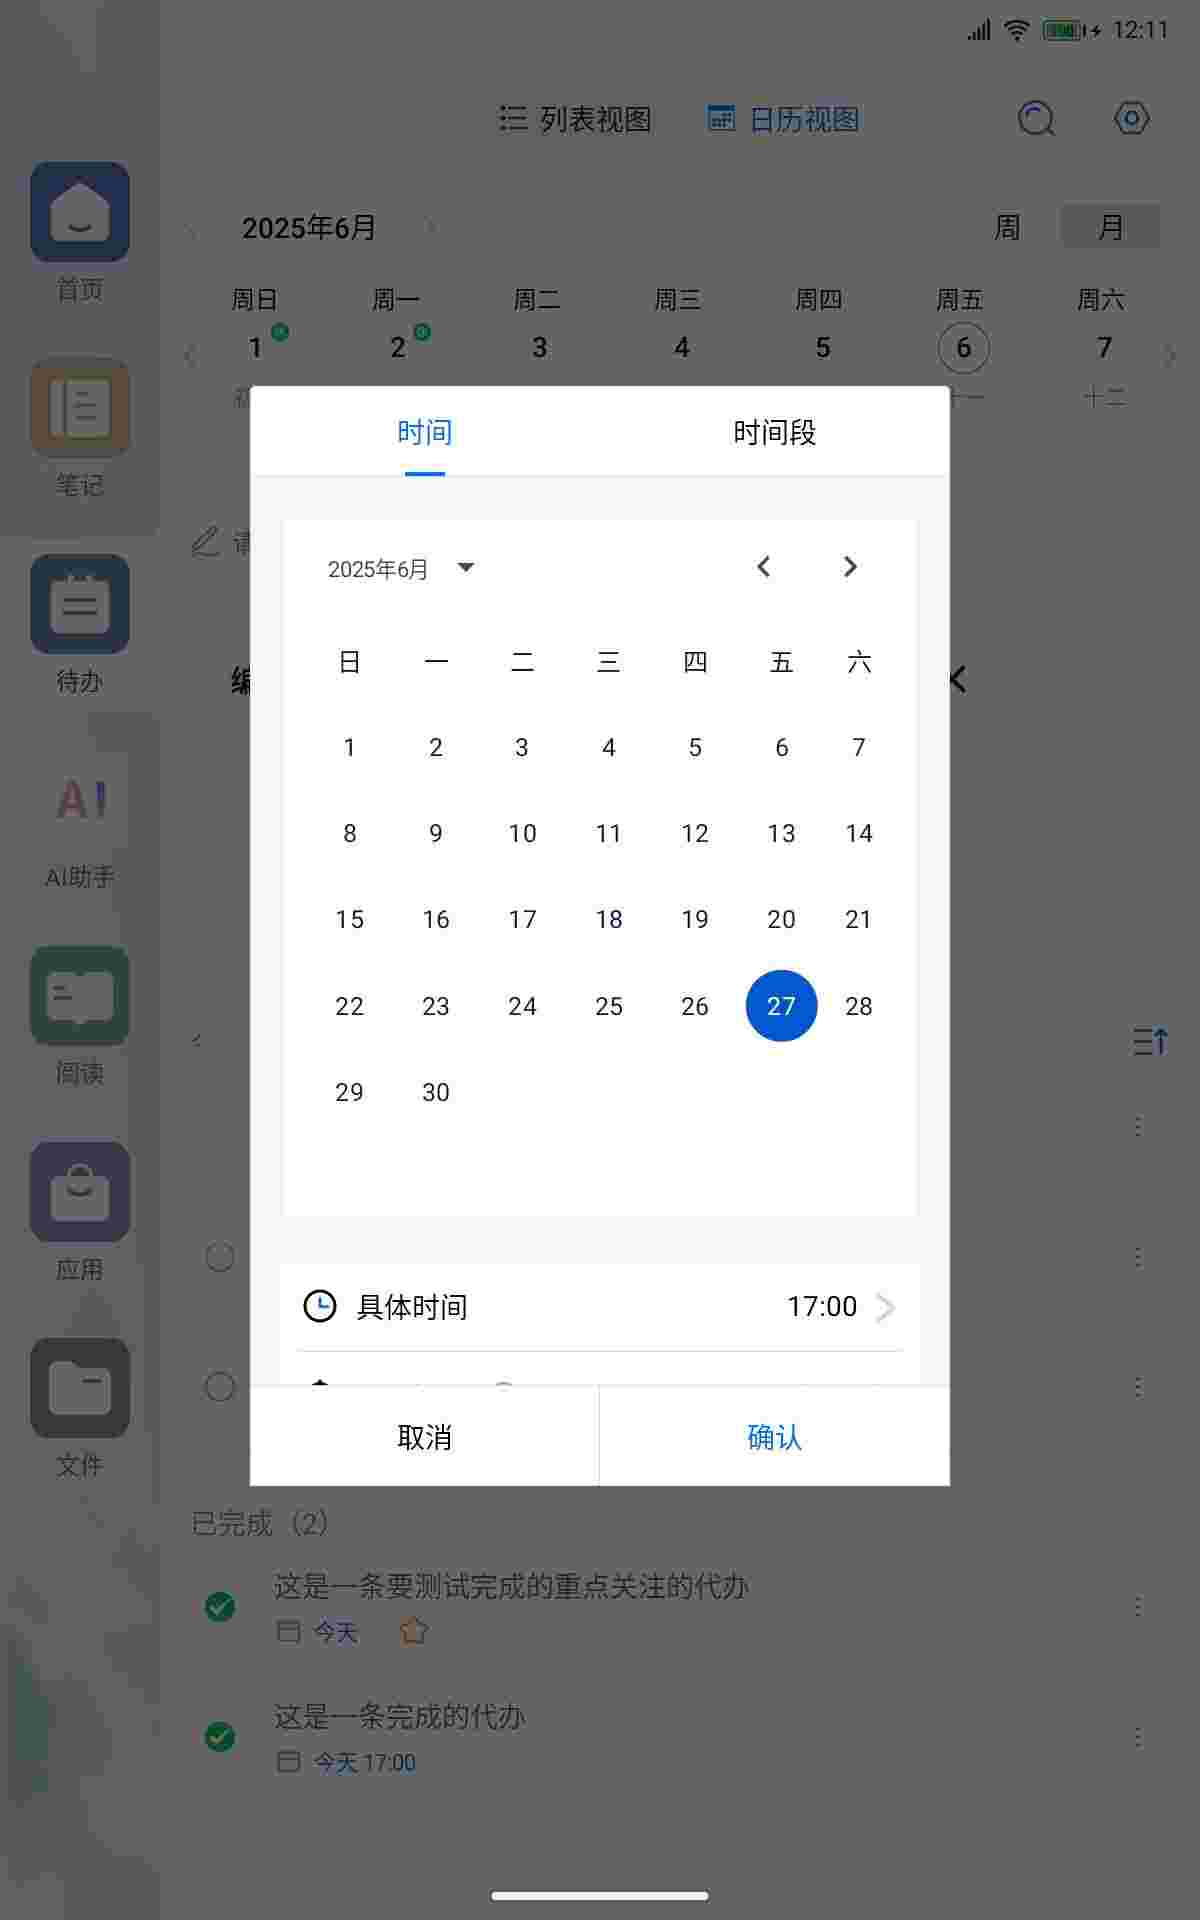 12:11
列表视图 日历视图
2025年6月 周 月
周日 周一 周二 周三 周四 周五 周六
1 2 3 4 5 6 7
十一 十二
首页
笔记
待办
AI
AI助手
阅读
应用
文件
编
时间 时间段
2025年6月
日 一 二 三 四 五 六
1 2 3 4 5 6 7
8 9 10 11 12 13 14
15 16 17 18 19 20 21
22 23 24 25 26 27 28
29 30
具体时间 17:00
取消 确认
已完成（2）
这是一条要测试完成的重点关注的代办
今天
这是一条完成的代办
今天 17:00